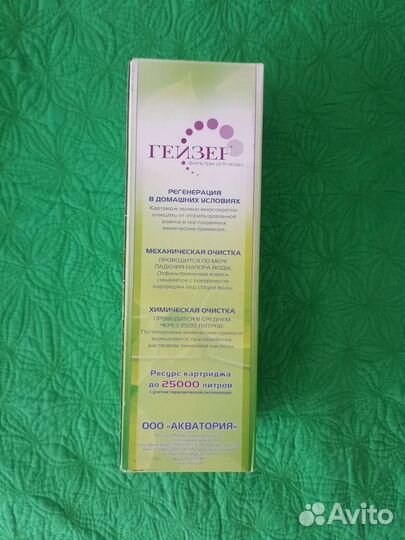 ГЕЙЗЕР
ФИЛЬТРЫ ДЛЯ ВОДЫ
РЕГЕНЕРАЦИЯ
В ДОМАШНИХ УСЛОВИЯХ
Картридж можно многократно
очищать от отфильтрованной
взвеси и поглощенных
химических примесей.
МЕХАНИЧЕСКАЯ ОЧИСТКА
ПРОВОДИТСЯ ПО МЕРЕ
ПАДЕНИЯ НАПОРА ВОДЫ.
Отфильтрованная взвесь
смывается с поверхности
картриджа под струей воды.
ХИМИЧЕСКАЯ ОЧИСТКА
ПРОВОДИТСЯ В СРЕДНЕМ
ЧЕРЕЗ 2500 ЛИТРОВ.
Поглощенные химические примеси
вымываются при обработке
раствором лимонной кислоты.
Ресурс картриджа
до 25000 литров
с учетом периодической регенерации
ООО "АКВАТОРИЯ"
Avito